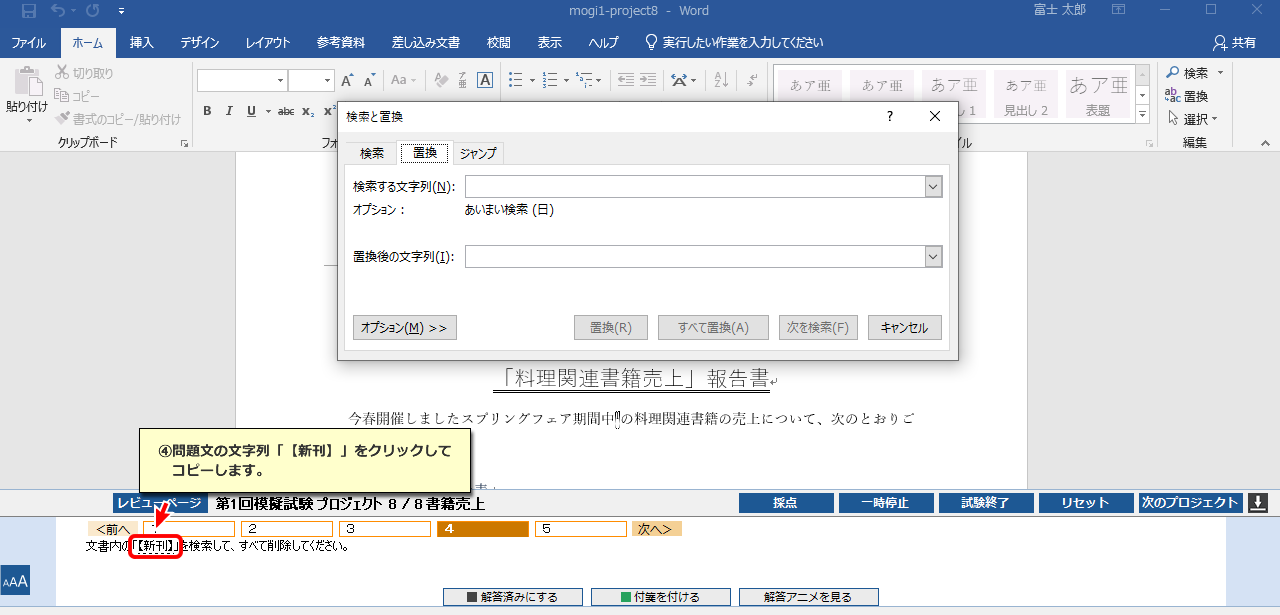 mogi1-project8 - Word
富士 太郎
ファイル ホーム 挿入 デザイン レイアウト 参考資料 差し込み文書 校閲 表示 ヘルプ 実行したい作業を入力してください 共有
貼り付け
切り取り
コピー
書式のコピー/貼り付け
クリップボード
A A Aa A
B I U abc x₂ x²
フォ
あア亜 あア亜 あア亜 あア亜 あア亜
し 1 見出し 2 表題
イル
検索
置換
選択
編集
検索と置換 ?
検索 置換 ジャンプ
検索する文字列(N):
オプション : あいまい検索 (日)
置換後の文字列(I):
オプション(M) >> 置換(R) すべて置換(A) 次を検索(F) キャンセル
「料理関連書籍売上」報告書
今春開催しましたスプリングフェア期間中の料理関連書籍の売上について、次のとおりご
④問題文の文字列「【新刊】」をクリックして
コピーします。
レビューページ 第1回模擬試験 プロジェクト 8 / 8 書籍売上 採点 一時停止 試験終了 リセット 次のプロジェクト
<前へ 1 2 3 4 5 次へ>
文書内の「【新刊】」を検索して、すべて削除してください。
AAA
解答済みにする 付箋を付ける 解答アニメを見る